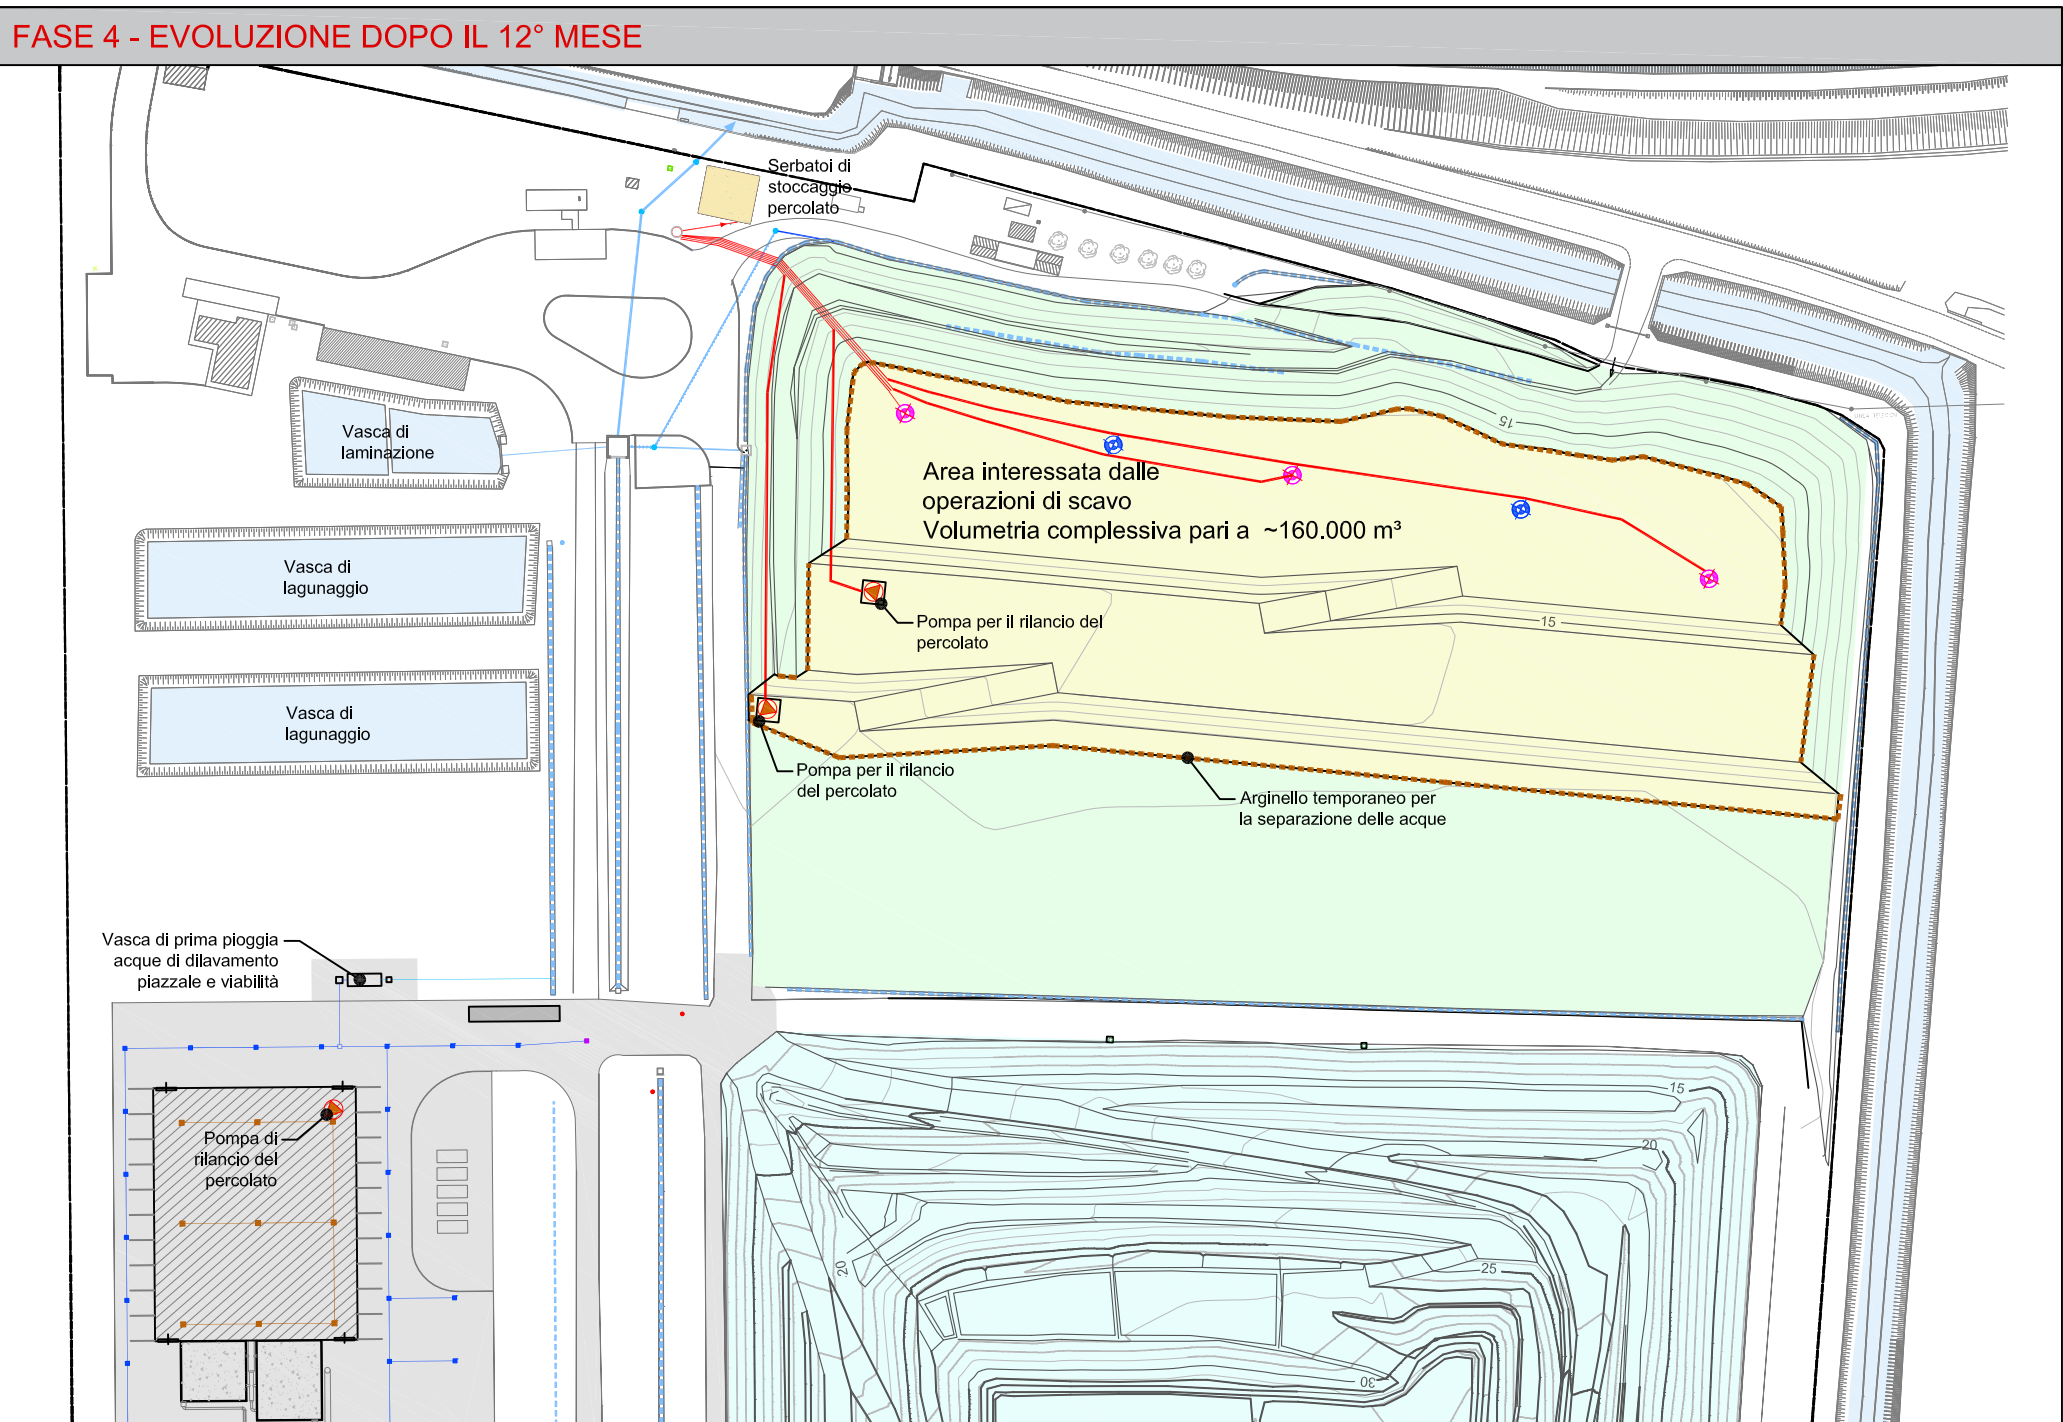 FASE 4 - EVOLUZIONE DOPO IL 12° MESE
Serbatoi di
stoccaggio
percolato
15
Vasca di
laminazione
Area interessata dalle
operazioni di scavo
Volumetria complessiva pari a ~160.000 m³
Vasca di
lagunaggio
Pompa per il rilancio del
percolato
15
Vasca di
lagunaggio
Pompa per il rilancio
del percolato
Arginello temporaneo per
la separazione delle acque
Vasca di prima pioggia
acque di dilavamento
piazzale e viabilità
15
Pompa di
rilancio del
percolato
20
20
25
30